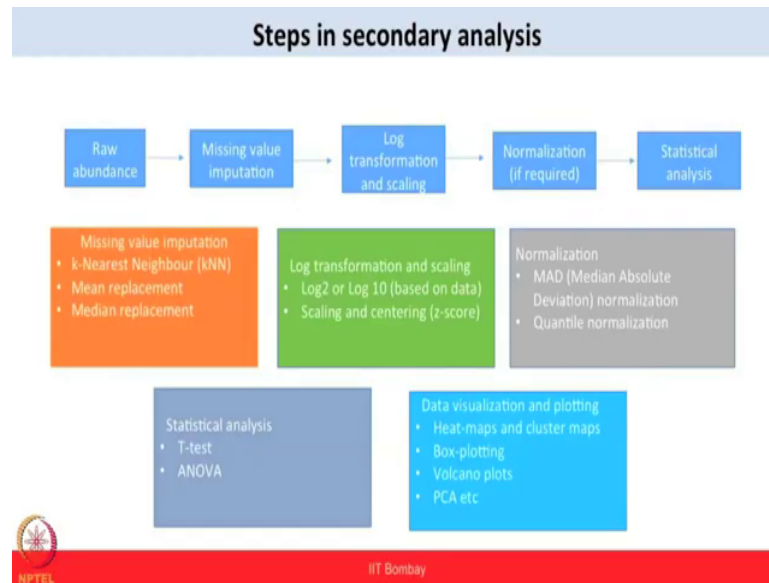 Steps in secondary analysis
Raw
abundance
Missing value
imputation
Log
transformation
and scaling
Normalization
(if required)
Statistical
analysis
Missing value imputation
• k-Nearest Neighbour (kNN)
• Mean replacement
• Median replacement
Log transformation and scaling
• Log2 or Log 10 (based on data)
• Scaling and centering (z-score)
Normalization
• MAD (Median Absolute
Deviation) normalization
• Quantile normalization
Statistical analysis
• T-test
• ANOVA
Data visualization and plotting
• Heat-maps and cluster maps
• Box-plotting
• Volcano plots
• PCA etc
NPTEL
IIT Bombay